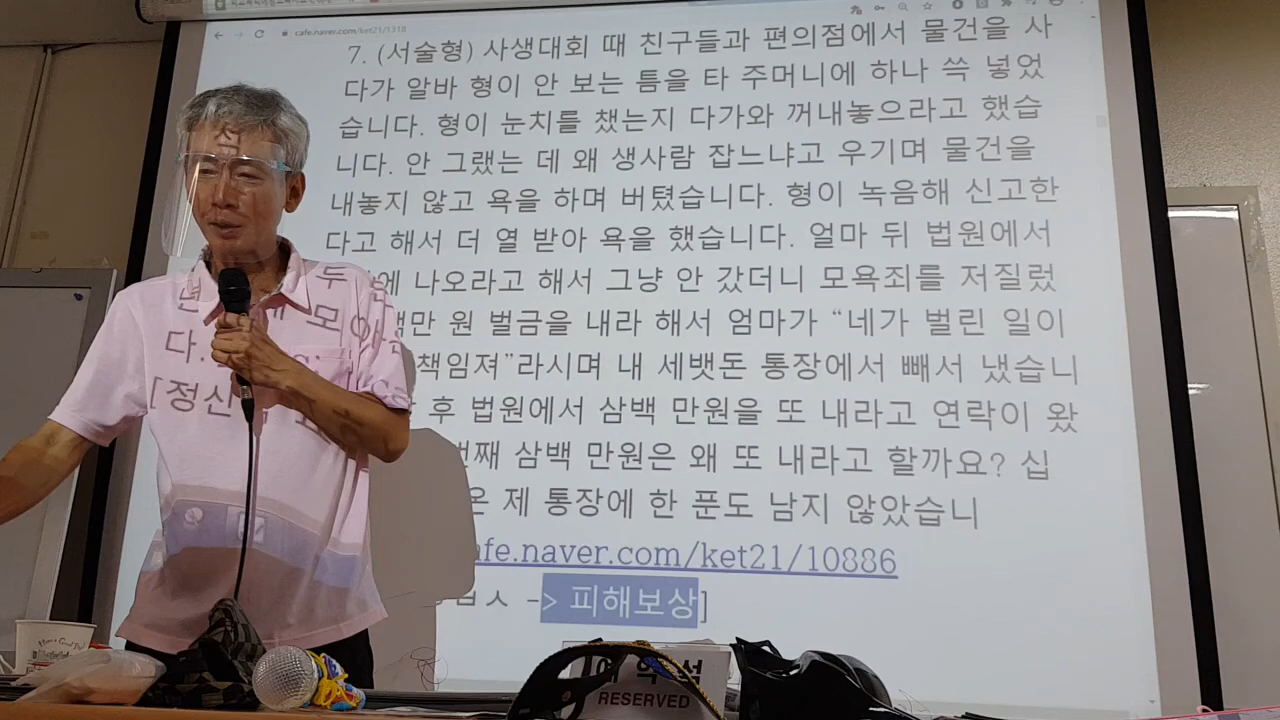 cafe.naver.com/ket21/1318
7. (서술형) 사생대회 때 친구들과 편의점에서 물건을 사
다가 알바 형이 안 보는 틈을 타 주머니에 하나 쓱 넣었
습니다. 형이 눈치를 챘는지 다가와 꺼내놓으라고 했습
니다. 안 그랬는 데 왜 생사람 잡느냐고 우기며 물건을
내놓지 않고 욕을 하며 버텼습니다. 형이 녹음해 신고한
다고 해서 더 열 받아 욕을 했습니다. 얼마 뒤 법원에서
두 에 나오라고 해서 그냥 안 갔더니 모욕죄를 저질렀
만 원 벌금을 내라 해서 엄마가 “네가 벌린 일이
책임져”라시며 내 세뱃돈 통장에서 빼서 냈습니
다. 후 법원에서 삼백 만원을 또 내라고 연락이 왔
째 삼백 만원은 왜 또 내라고 할까요? 십
년 모 은 제 통장에 한 푼도 남지 않았습니
다.
afe.naver.com/ket21/10886
[정신 -> 피해보상]
RESERVED